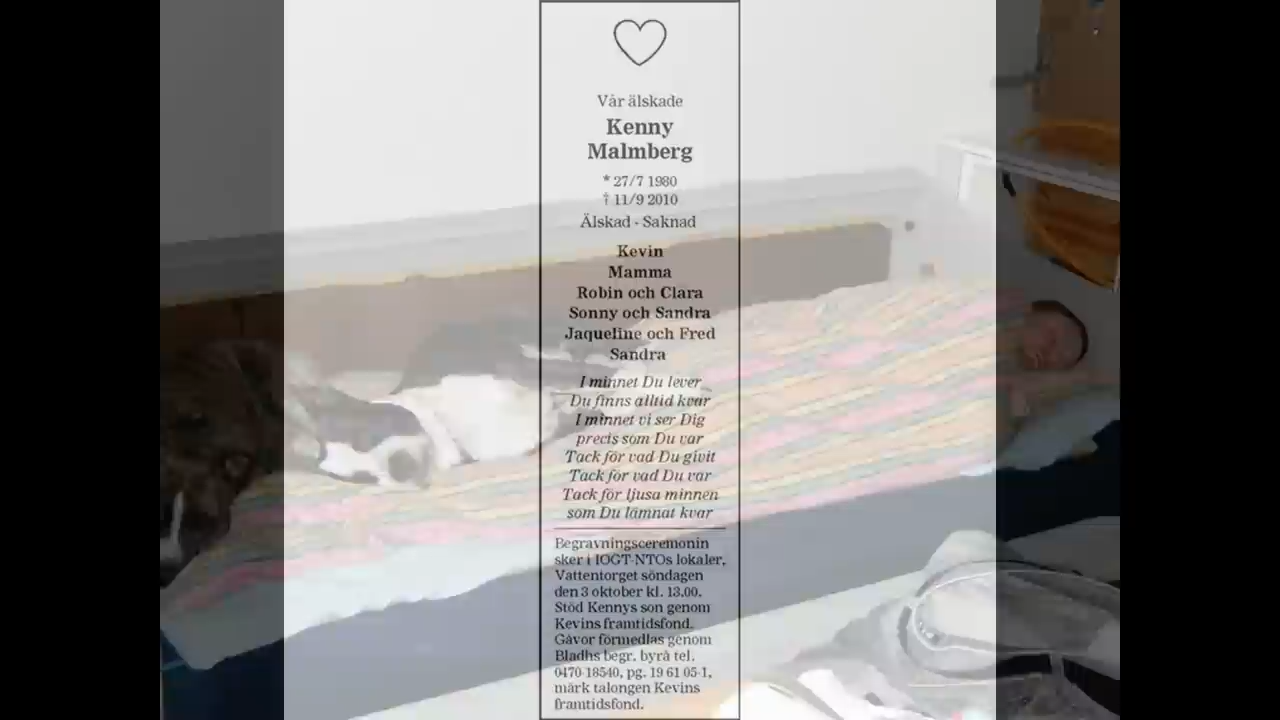 Vår älskade
Kenny
Malmberg
* 27/7 1980
† 11/9 2010
Älskad - Saknad
Kevin
Mamma
Robin och Clara
Sonny och Sandra
Jaqueline och Fred
Sandra
I minnet Du lever
Du finns alltid kvar
I minnet vi ser Dig
precis som Du var
Tack för vad Du givit
Tack för vad Du var
Tack för ljusa minnen
som Du lämnat kvar
Begravningsceremonin
sker i IOGT-NTOs lokaler,
Vattentorget söndagen
den 3 oktober kl. 13.00.
Stöd Kennys son genom
Kevins framtidsfond.
Gåvor förmedlas genom
Bladhs begr. byrå tel.
0470-18540, pg. 19 61 05-1,
märk talongen Kevins
framtidsfond.